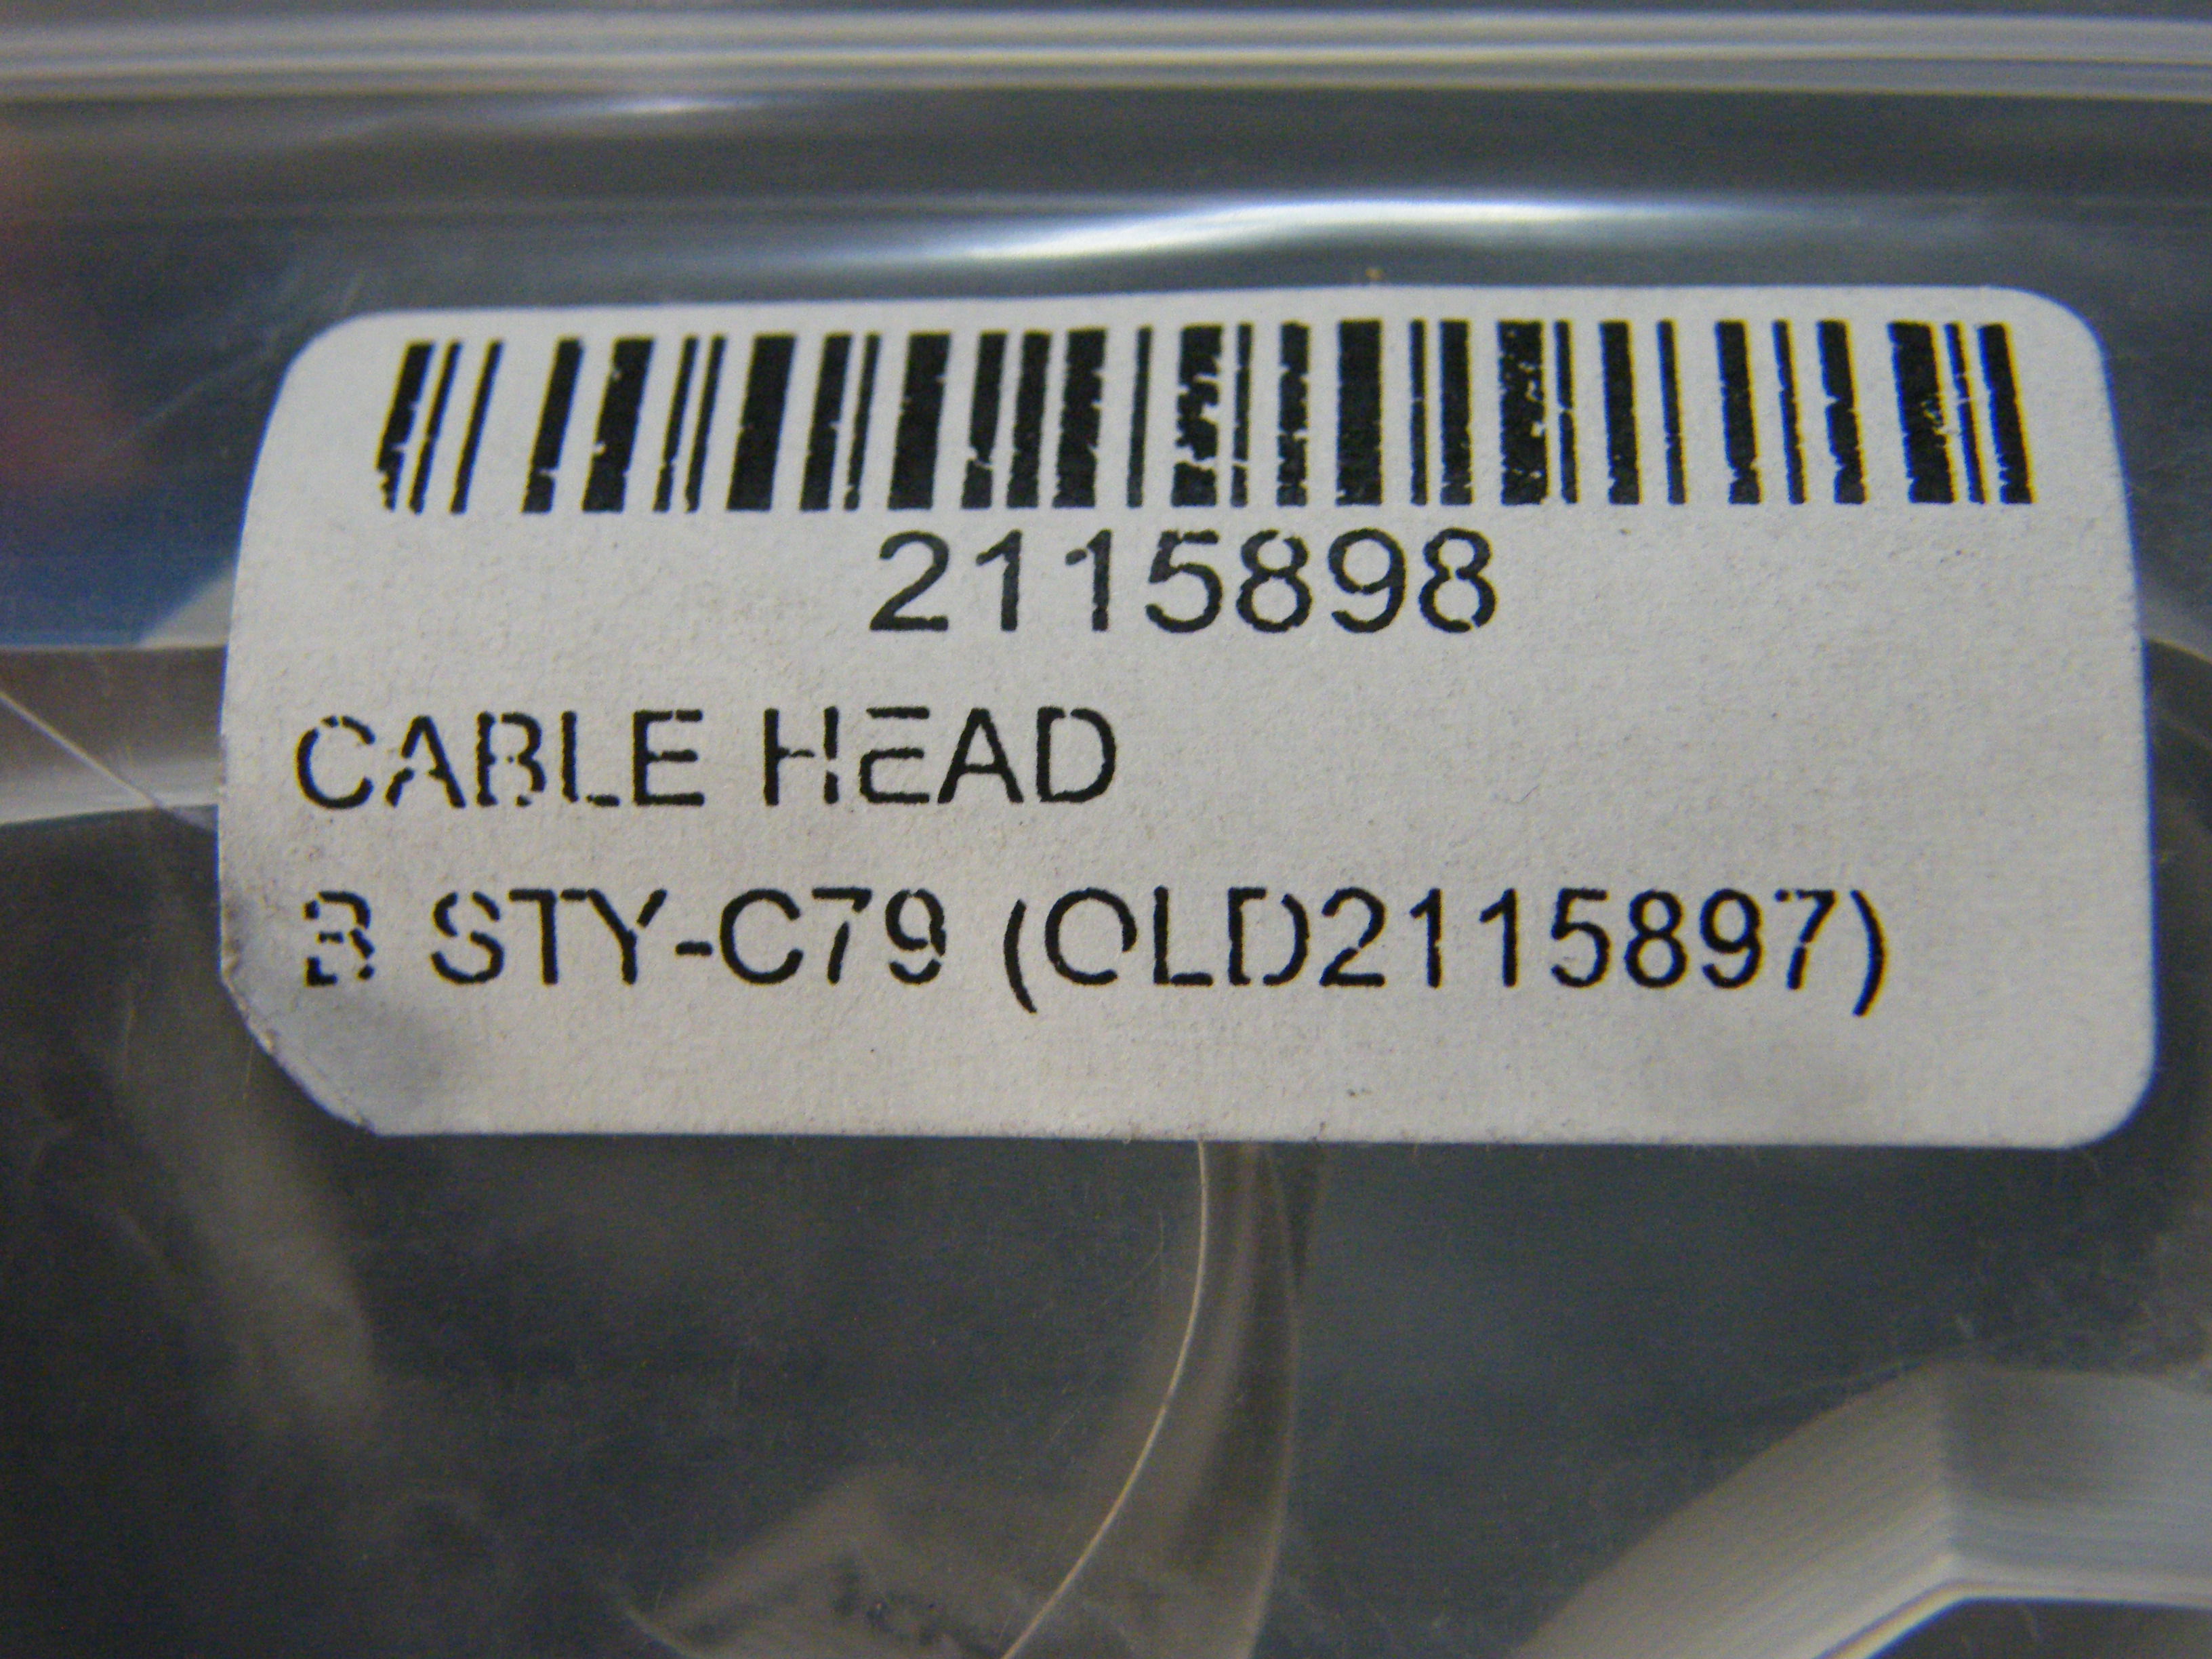 2115898
CABLE HEAD
B STY-C79 (OLD2115897)